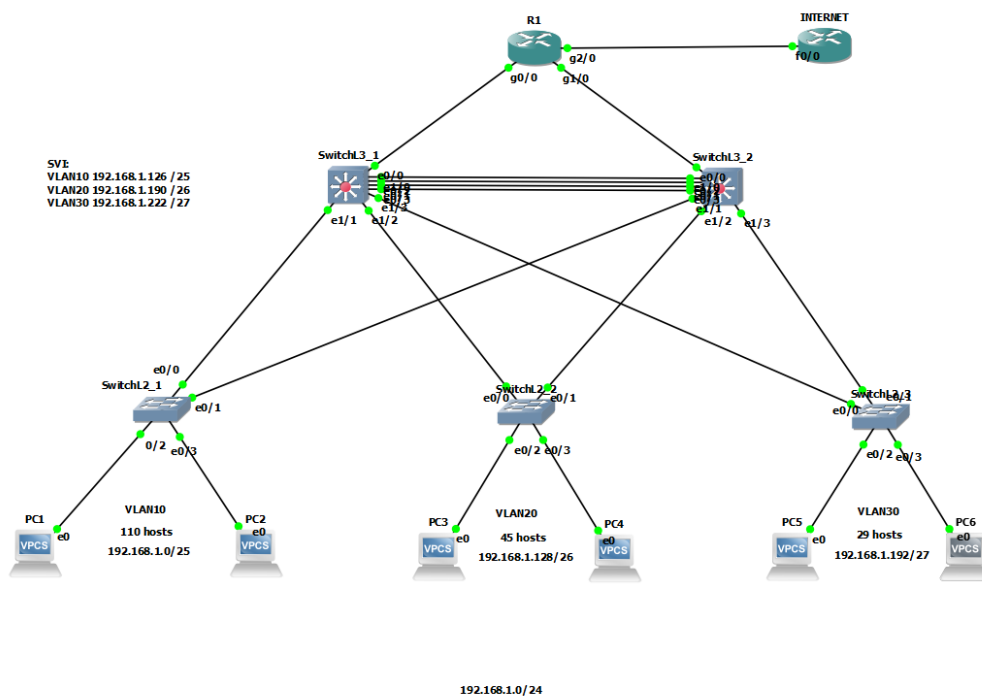 INTERNET
R1
g2/0
f0/0
g0/0
g1/0
SwitchL3_1
SwitchL3_2
SVI:
VLAN10 192.168.1.126 /25
VLAN20 192.168.1.190 /26
VLAN30 192.168.1.222 /27
e0/0
e0/0
e1/3
e1/1
e1/2
e1/1
e1/2
e1/3
e0/0
SwitchL2_1
e0/1
SwitchL2_2
e0/0
e0/1
e0/1
e0/0
0/2
e0/3
e0/2
e0/3
e0/2
e0/3
VLAN10
110 hosts
192.168.1.0/25
VLAN20
45 hosts
192.168.1.128/26
VLAN30
29 hosts
192.168.1.192/27
PC1
e0
VPCS
PC2
e0
VPCS
PC3
e0
VPCS
PC4
e0
VPCS
PC5
e0
VPCS
PC6
e0
VPCS
192.168.1.0/24